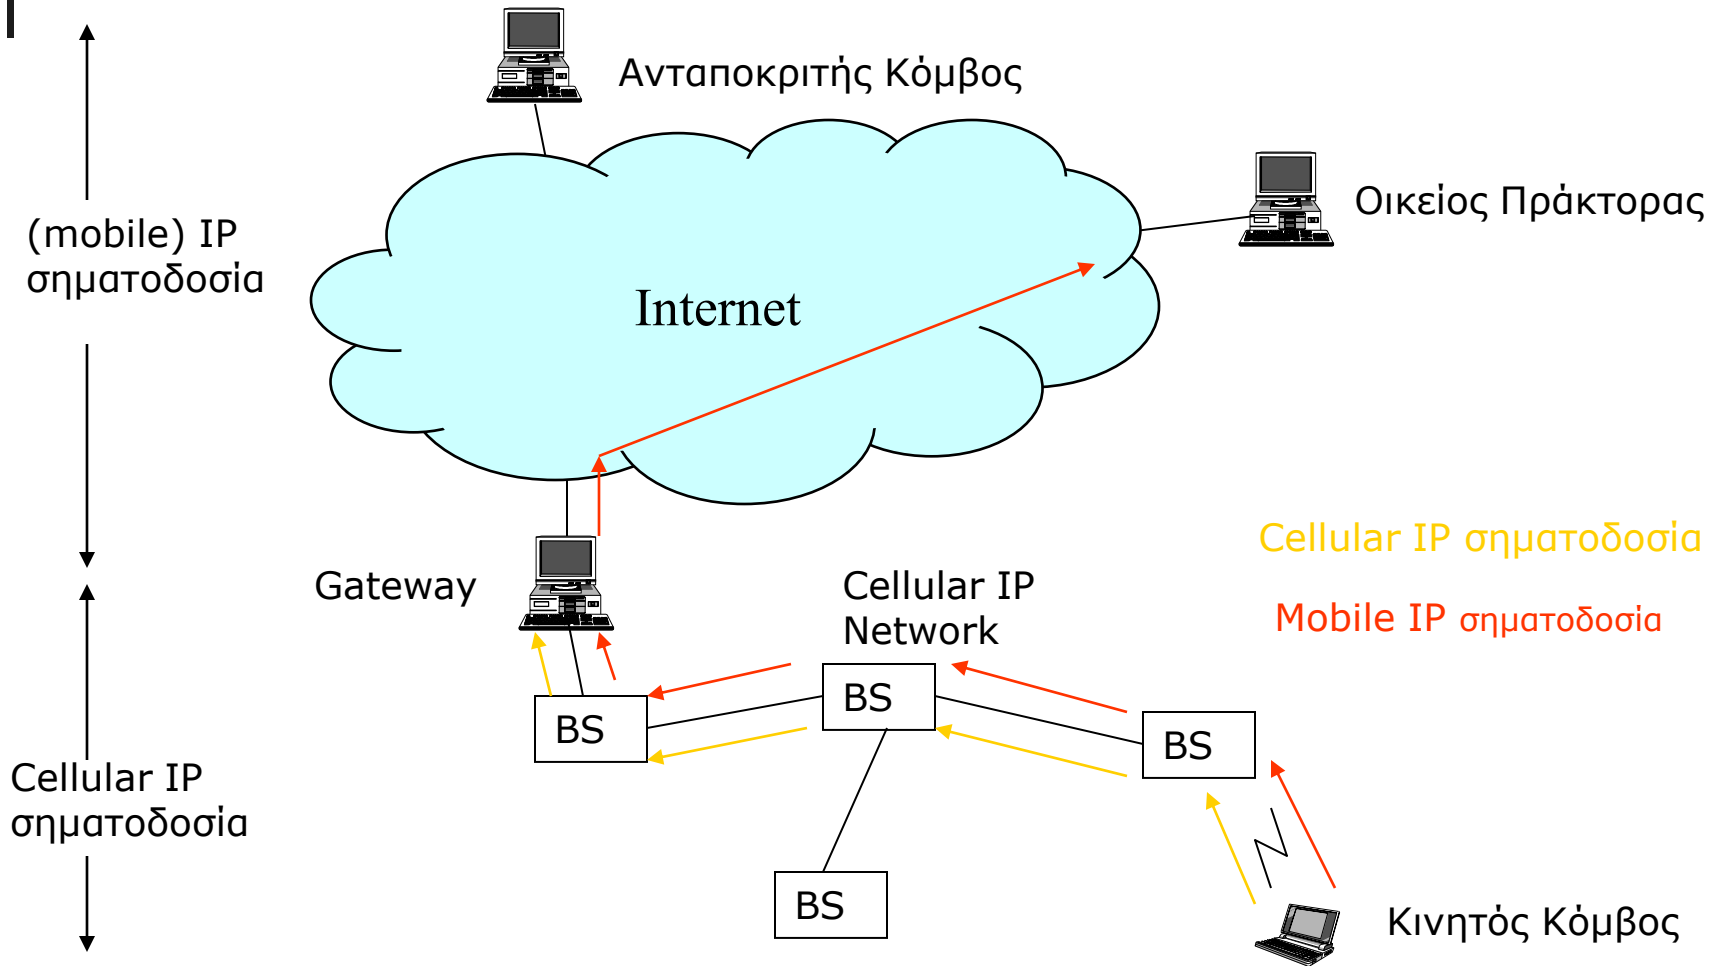 Ανταποκριτής Κόμβος
Οικείος Πράκτορας
(mobile) IP
σηματοδοσία
Internet
Cellular IP σηματοδοσία
Gateway
Cellular IP
Network
Mobile IP σηματοδοσία
BS
BS
BS
Cellular IP
σηματοδοσία
BS
Κινητός Κόμβος